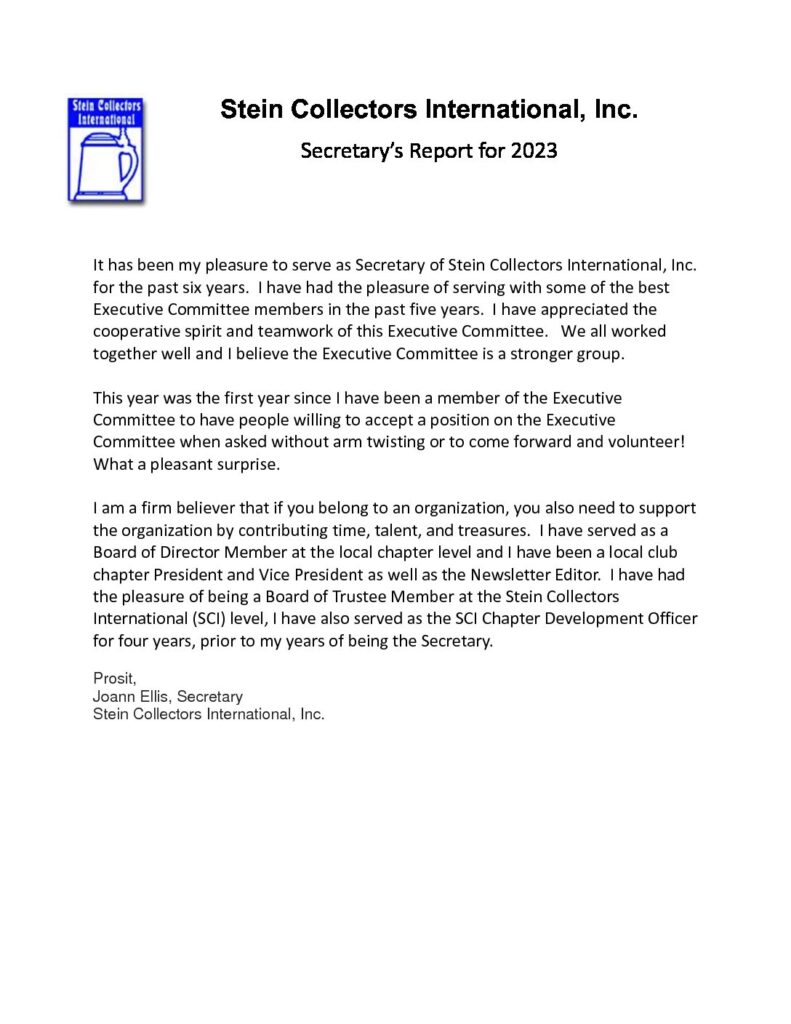 Stein Collectors
International
Stein Collectors International, Inc.
Secretary’s Report for 2023
It has been my pleasure to serve as Secretary of Stein Collectors International, Inc.
for the past six years.  I have had the pleasure of serving with some of the best
Executive Committee members in the past five years.  I have appreciated the
cooperative spirit and teamwork of this Executive Committee.   We all worked
together well and I believe the Executive Committee is a stronger group.
This year was the first year since I have been a member of the Executive
Committee to have people willing to accept a position on the Executive
Committee when asked without arm twisting or to come forward and volunteer!
What a pleasant surprise.
I am a firm believer that if you belong to an organization, you also need to support
the organization by contributing time, talent, and treasures.  I have served as a
Board of Director Member at the local chapter level and I have been a local club
chapter President and Vice President as well as the Newsletter Editor.  I have had
the pleasure of being a Board of Trustee Member at the Stein Collectors
International (SCI) level, I have also served as the SCI Chapter Development Officer
for four years, prior to my years of being the Secretary.
Prosit,
Joann Ellis, Secretary
Stein Collectors International, Inc.